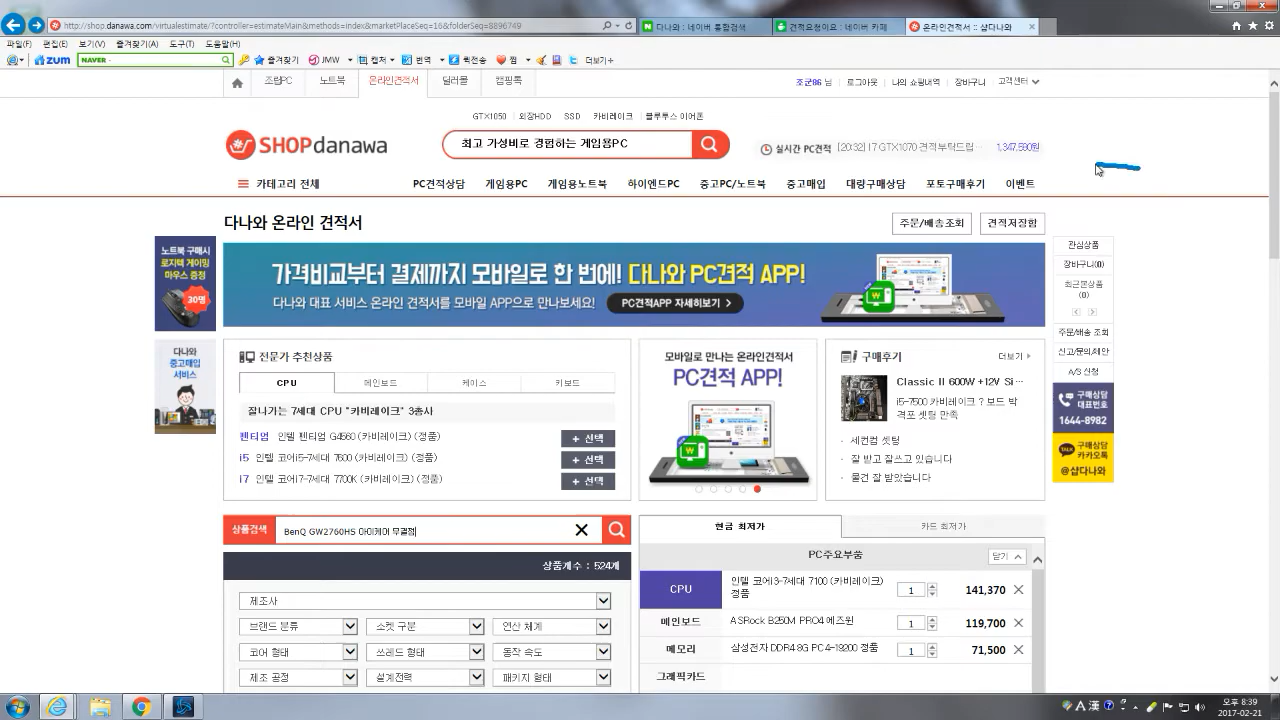 http://shop.danawa.com/virtualestimate/?controller=estimateMain&methods=index&marketPlaceSeq=16&folderSeq=8896749
다나와 : 네이버 통합검색
견적요청이요 : 네이버 카페
온라인견적서 :: 샵다나와
파일(F) 편집(E) 보기(V) 즐겨찾기(A) 도구(T) 도움말(H)
zum NAVER 즐겨찾기 JMW 캡처 번역 퀵전송 찜 더보기+
조립PC 노트북 온라인견적서 딜러몰 캠핑톡
조군86 님 로그아웃 나의 쇼핑내역 장바구니 고객센터
GTX1050 외장HDD SSD 카비레이크 블루투스 이어폰
SHOPdanawa
최고 가성비로 경험하는 게임용PC
실시간 PC견적 [20:32] I7 GTX1070 견적부탁드립··· 1,347,590원
카테고리 전체 PC견적상담 게임용PC 게임용노트북 하이엔드PC 중고PC/노트북 중고매입 대량구매상담 포토구매후기 이벤트
다나와 온라인 견적서
주문/배송조회 견적저장함
노트북 구매시
로지텍 게이밍
마우스 증정
30명
가격비교부터 결제까지 모바일로 한 번에! 다나와 PC견적 APP!
다나와 대표 서비스 온라인 견적서를 모바일 APP으로 만나보세요!
PC견적APP 자세히보기
관심상품
장바구니(0)
최근본상품
(0)
주문/배송 조회
신고/문의/제안
A/S 신청
구매상담
대표번호
1644-8982
TALK
구매상담
카카오톡
@샵다나와
다나와
중고매입
서비스
전문가 추천상품
CPU 메인보드 케이스 키보드
잘나가는 7세대 CPU "카비레이크" 3총사
펜티엄 인텔 펜티엄 G4560 (카비레이크) (정품) + 선택
i5 인텔 코어i5-7세대 7500 (카비레이크) (정품) + 선택
i7 인텔 코어i7-7세대 7700 (카비레이크) (정품) + 선택
모바일로 만나는 온라인견적서
PC견적 APP!
구매후기 더보기
Classic II 600W +12V Si···
i5-7500 카비레이크 ? 보드 박
격포 셋팅 만족
세컨컴 셋팅
잘 받고 잘쓰고 있습니다
물건 잘 받았습니다
상품검색 BenQ GW2760HS 아이케어 무결점
상품개수 : 524개
제조사
브랜드 분류 소켓 구분 연산 체계
코어 형태 쓰레드 형태 동작 속도
제조 공정 설계전력 패키지 형태
현금 최저가 카드 최저가
PC주요부품 닫기
CPU 인텔 코어i3-7세대 7100 (카비레이크)
정품 1 141,370
메인보드 ASRock B250M PRO4 에즈윈 1 119,700
메모리 삼성전자 DDR4 8G PC4-19200 정품 1 71,500
그래픽카드
A 漢
오후 8:39
2017-02-21